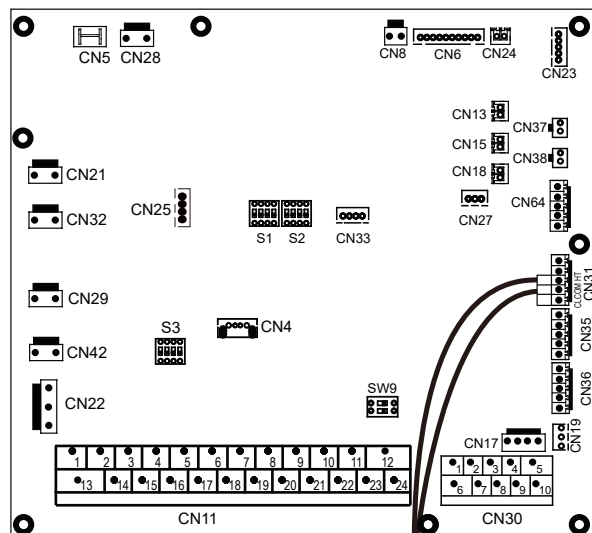 CN5
CN28
CN8
CN6
CN24
CN23
CN13
CN37
CN15
CN38
CN18
CN21
CN32
CN25
S1
S2
CN33
CN27
CN64
CLCOM HT
CN31
CN29
CN4
CN35
CN42
S3
CN36
CN22
SW9
CN17
CN19
1 2 3 4 5 6 7 8 9 10 11 12
13 14 15 16 17 18 19 20 21 22 23 24
CN11
1 2 3 4 5
6 7 8 9 10
CN30